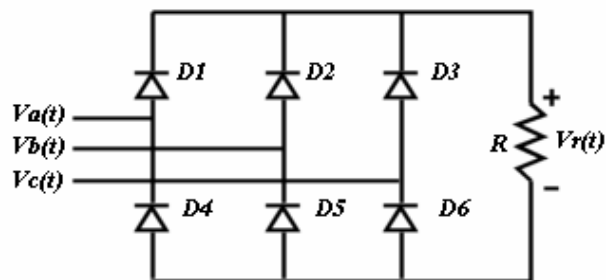 D1 D2 D3
Va(t)
+
Vb(t) R Vr(t)
Vc(t)
−
D4 D5 D6